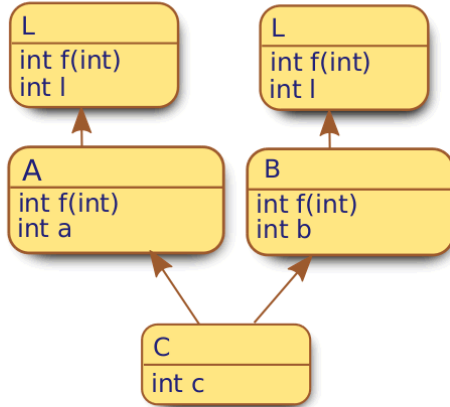 L
int f(int)
int l
L
int f(int)
int l
A
int f(int)
int a
B
int f(int)
int b
C
int c